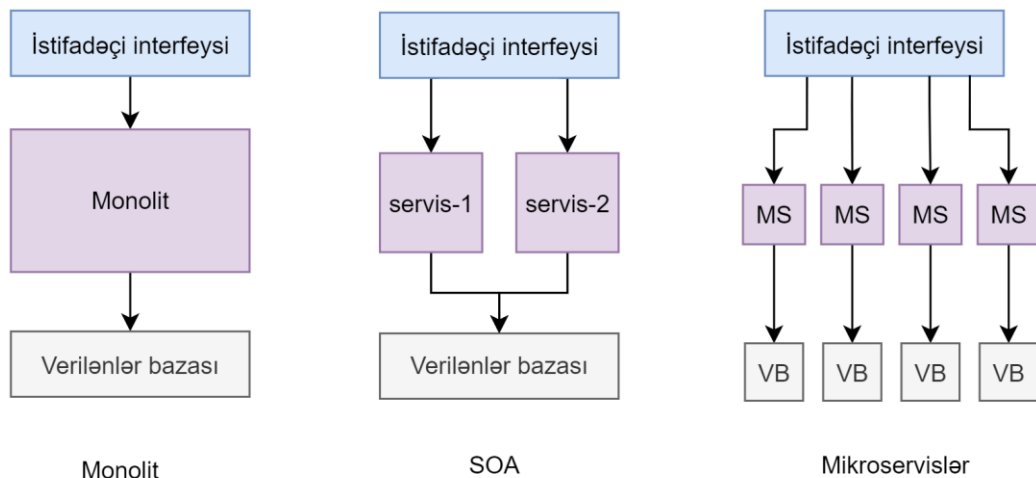 İstifadəçi interfeysi
Monolit
Verilənlər bazası
Monolit
İstifadəçi interfeysi
servis-1
servis-2
Verilənlər bazası
SOA
İstifadəçi interfeysi
MS
MS
MS
MS
VB
VB
VB
VB
Mikroservislər